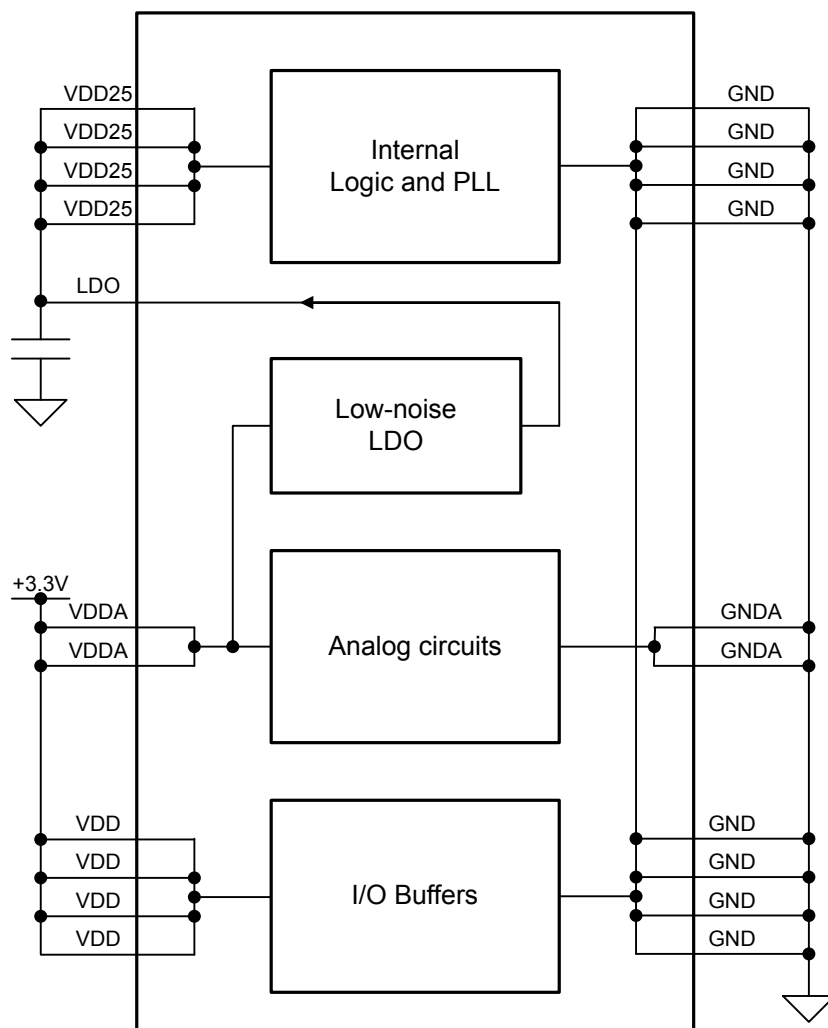 VDD25
VDD25
VDD25
VDD25
Internal
Logic and PLL
GND
GND
GND
GND
LDO
Low-noise
LDO
+3.3V
VDDA
VDDA
Analog circuits
GNDA
GNDA
VDD
VDD
VDD
VDD
I/O Buffers
GND
GND
GND
GND